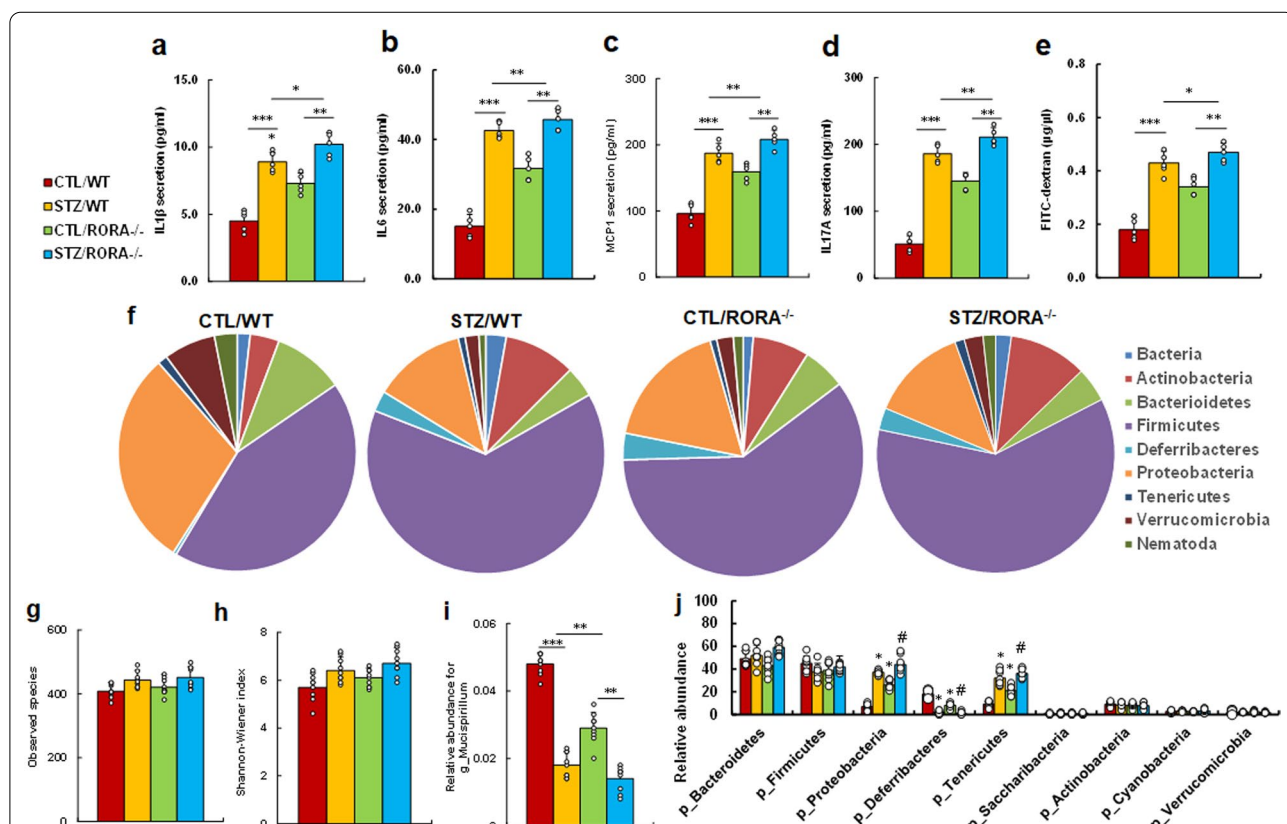 a
b
c
d
e
IL1β secretion (pg/ml)
15.0
10.0
5.0
0.0
***
*
*
**
IL6 secretion (pg/ml)
60.0
40.0
20.0
0.0
***
**
**
MCP1 secretion (pg/ml)
300
200
100
0
***
**
**
IL17A secretion (pg/ml)
300
200
100
0
***
**
**
FITC-dextran (µg/µl)
0.8
0.6
0.4
0.2
0.0
***
*
**
CTL/WT
STZ/WT
CTL/RORA-/-
STZ/RORA-/-
f
CTL/WT
STZ/WT
CTL/RORA-/-
STZ/RORA-/-
Bacteria
Actinobacteria
Bacterioidetes
Firmicutes
Deferribacteres
Proteobacteria
Tenericutes
Verrucomicrobia
Nematoda
g
Observed species
600
400
200
0
h
Shannon-Wiener index
8
6
4
2
0
i
Relative abundance for
g_Mucispirillum
0.06
0.04
0.02
0.00
***
**
**
j
Relative abundance
100
80
60
40
20
0
* * #
* * #
* * #
p_Bacteroidetes
p_Firmicutes
p_Proteobacteria
p_Deferribacteres
p_Tenericutes
p_Saccharibacteria
p_Actinobacteria
p_Cyanobacteria
p_Verrucomicrobia